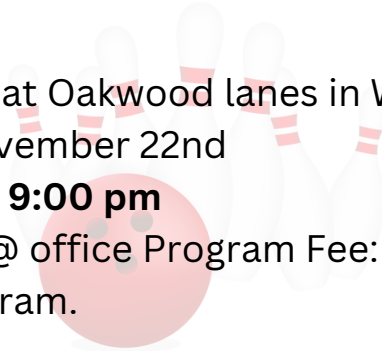 at Oakwood lanes in W
vember 22nd
9:00 pm
@ office Program Fee:
ram.